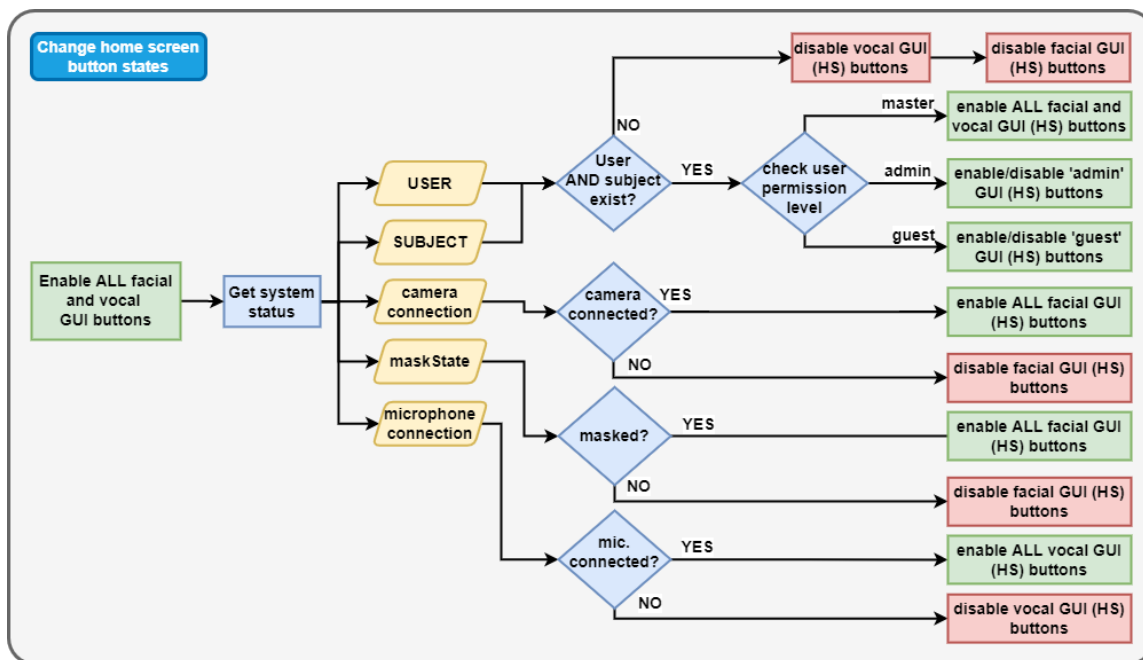 Change home screen
button states
disable vocal GUI
(HS) buttons
disable facial GUI
(HS) buttons
NO
master
enable ALL facial and
vocal GUI (HS) buttons
USER
User
AND subject
exist?
YES
check user
permission
level
admin
enable/disable 'admin'
GUI (HS) buttons
SUBJECT
guest
enable/disable 'guest'
GUI (HS) buttons
Enable ALL facial
and vocal
GUI buttons
Get system
status
camera
connection
camera
connected?
YES
enable ALL facial GUI
(HS) buttons
NO
disable facial GUI (HS)
buttons
maskState
masked?
YES
enable ALL facial GUI
(HS) buttons
NO
disable facial GUI (HS)
buttons
microphone
connection
mic.
connected?
YES
enable ALL vocal GUI
(HS) buttons
NO
disable vocal GUI (HS)
buttons